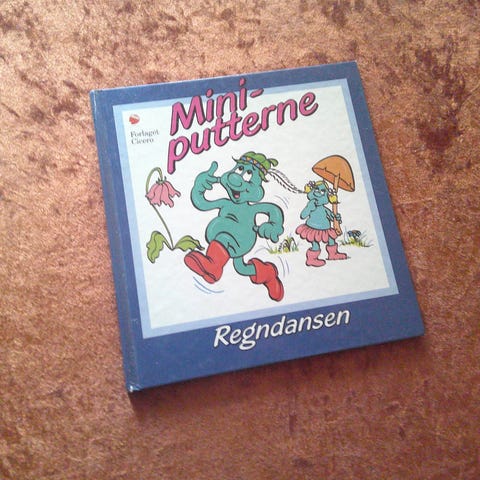 Mini-
putterne
Forlaget
Cicero
Regndansen